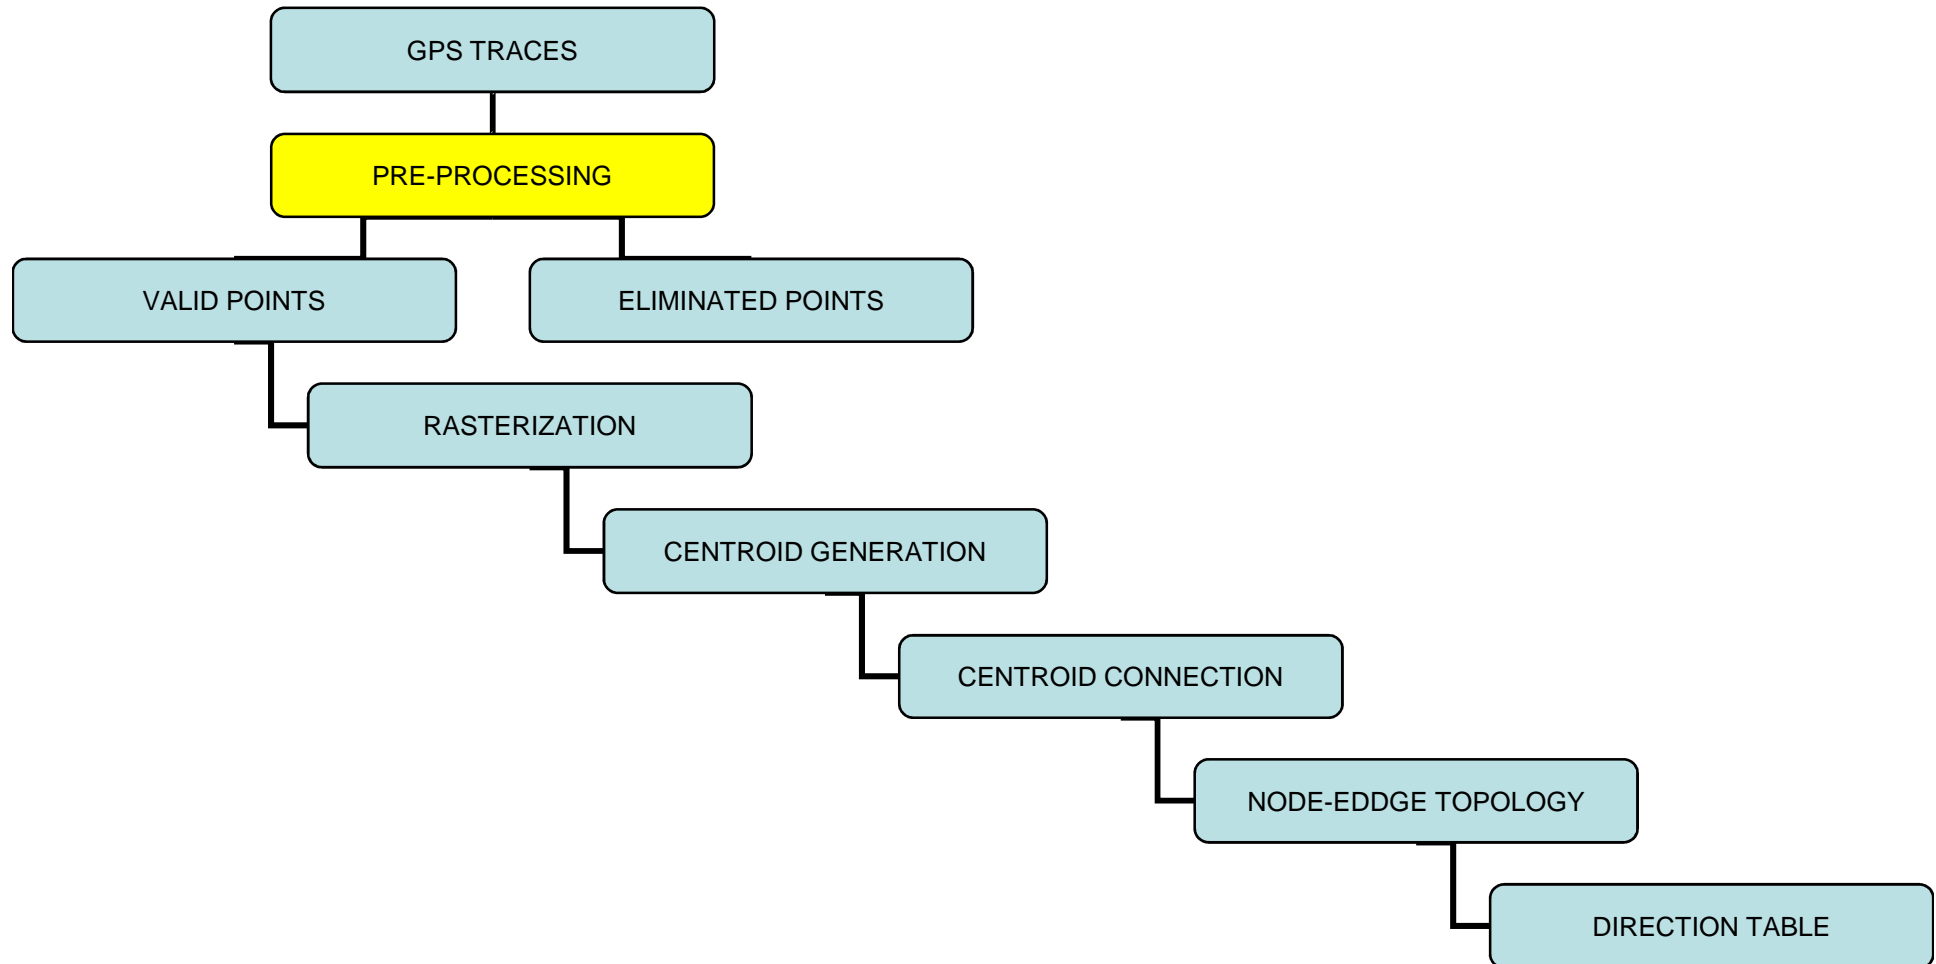 GPS TRACES
PRE-PROCESSING
VALID POINTS
ELIMINATED POINTS
RASTERIZATION
CENTROID GENERATION
CENTROID CONNECTION
NODE-EDDGE TOPOLOGY
DIRECTION TABLE